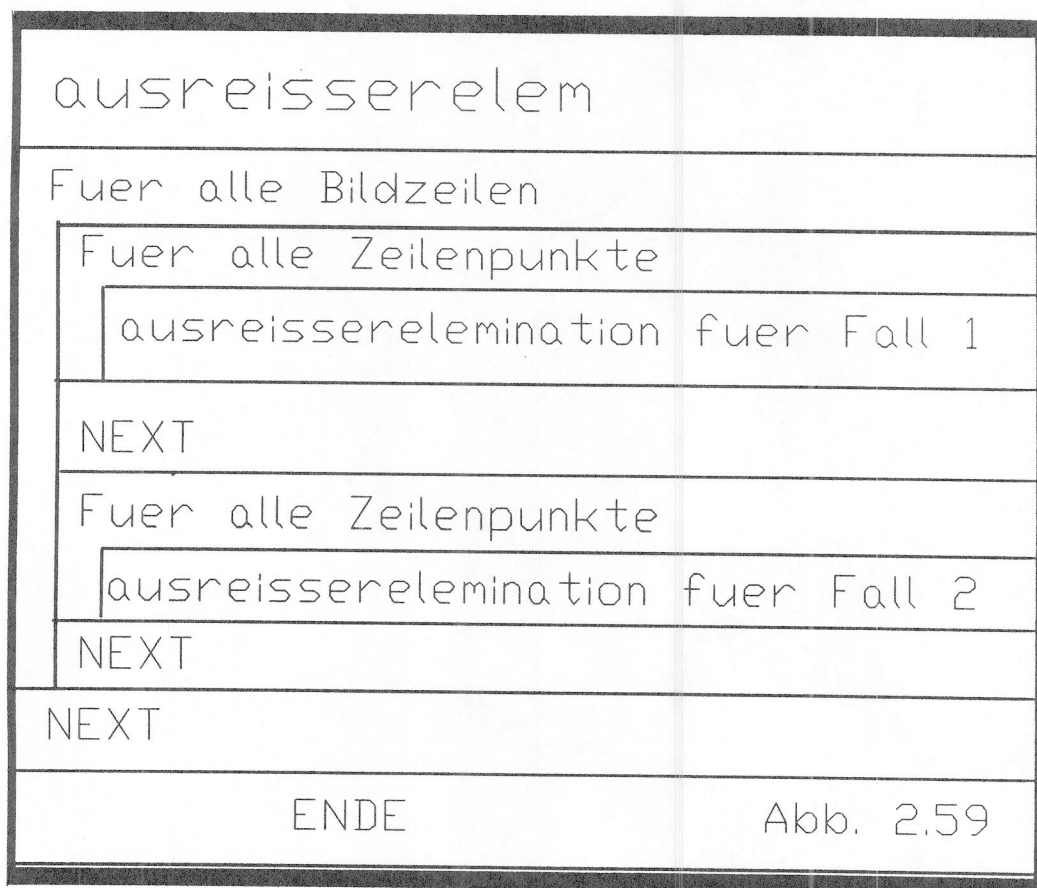 ausreisserelem
Fuer alle Bildzeilen
Fuer alle Zeilenpunkte
ausreisserelemination fuer Fall 1
NEXT
Fuer alle Zeilenpunkte
ausreisserelemination fuer Fall 2
NEXT
NEXT
ENDE Abb. 2.59